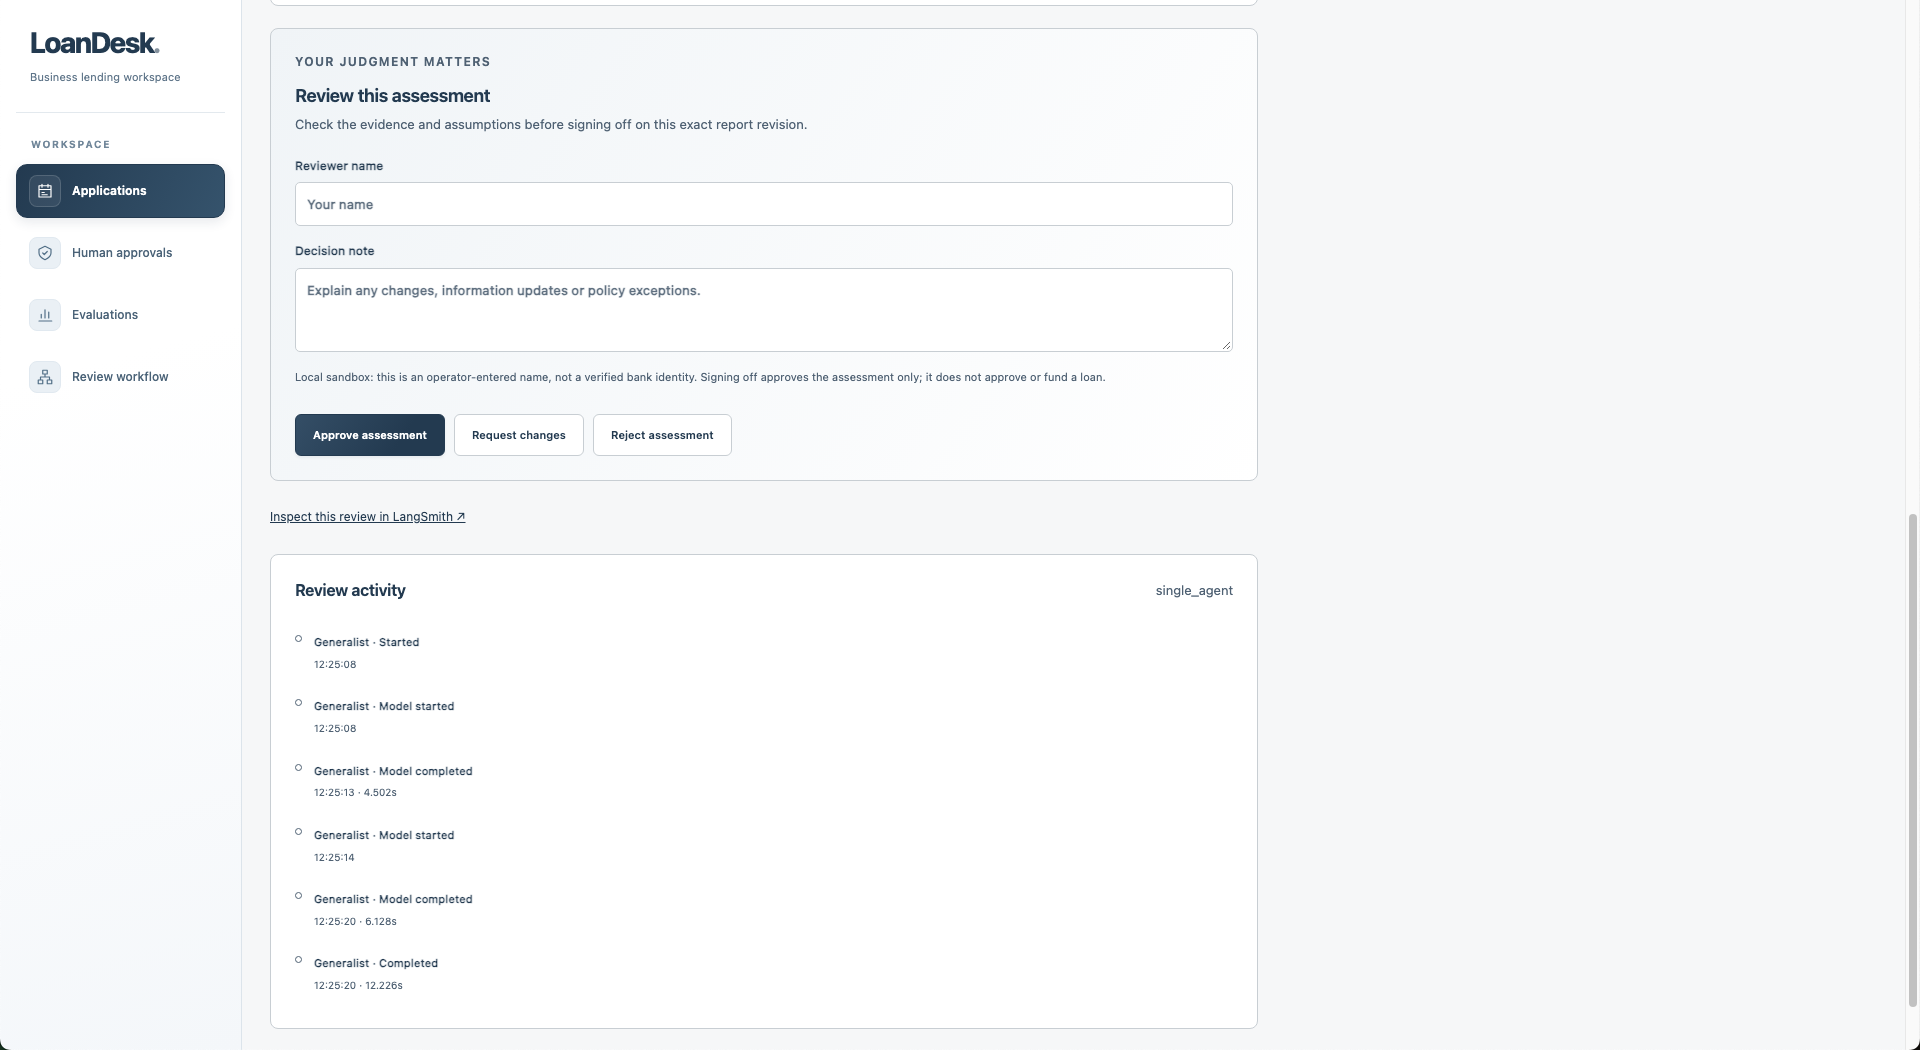 LoanDesk.
Business lending workspace
WORKSPACE
Applications
Human approvals
Evaluations
Review workflow
YOUR JUDGMENT MATTERS
Review this assessment
Check the evidence and assumptions before signing off on this exact report revision.
Reviewer name
Your name
Decision note
Explain any changes, information updates or policy exceptions.
Local sandbox: this is an operator-entered name, not a verified bank identity. Signing off approves the assessment only; it does not approve or fund a loan.
Approve assessment
Request changes
Reject assessment
Inspect this review in LangSmith ↗
Review activity
single_agent
Generalist · Started
12:25:08
Generalist · Model started
12:25:08
Generalist · Model completed
12:25:13 · 4.502s
Generalist · Model started
12:25:14
Generalist · Model completed
12:25:20 · 6.128s
Generalist · Completed
12:25:20 · 12.226s